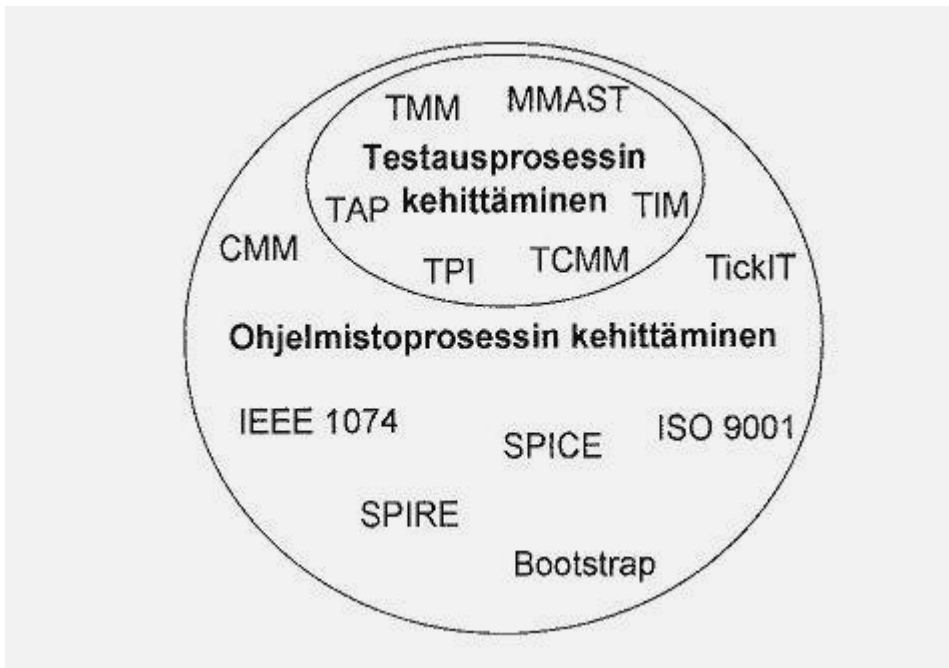 TMM MMAST
Testausprosessin
kehittäminen
TAP TIM
TPI TCMM
CMM
TickIT
Ohjelmistoprosessin kehittäminen
IEEE 1074
ISO 9001
SPICE
SPIRE
Bootstrap